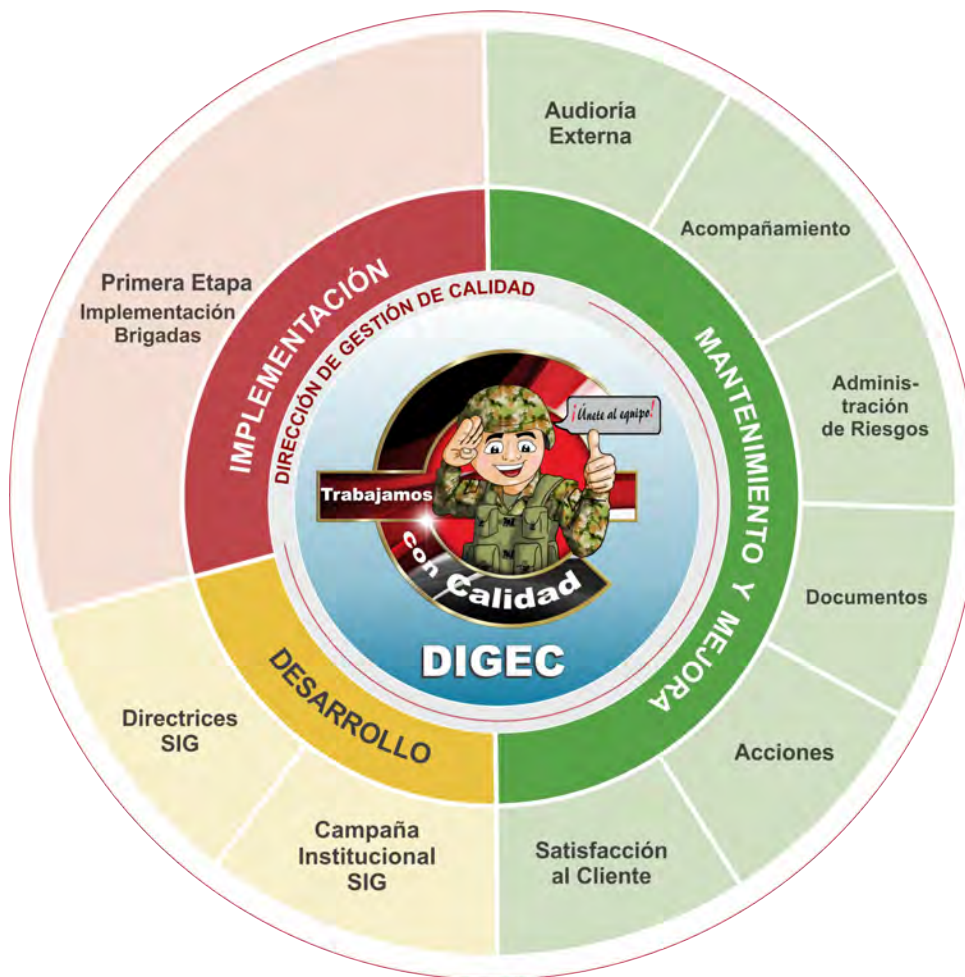 Audioria
Externa
Acompañamiento
Adminis-
tración
de Riesgos
Documentos
Acciones
Satisfacción
al Cliente
MANTENIMIENTO Y MEJORA
Campaña
Institucional
SIG
Directrices
SIG
DESARROLLO
Primera Etapa
Implementación
Brigadas
IMPLEMENTACIÓN
DIRECCIÓN DE GESTIÓN DE CALIDAD
¡Únete al equipo!
Trabajamos
con Calidad
DIGEC